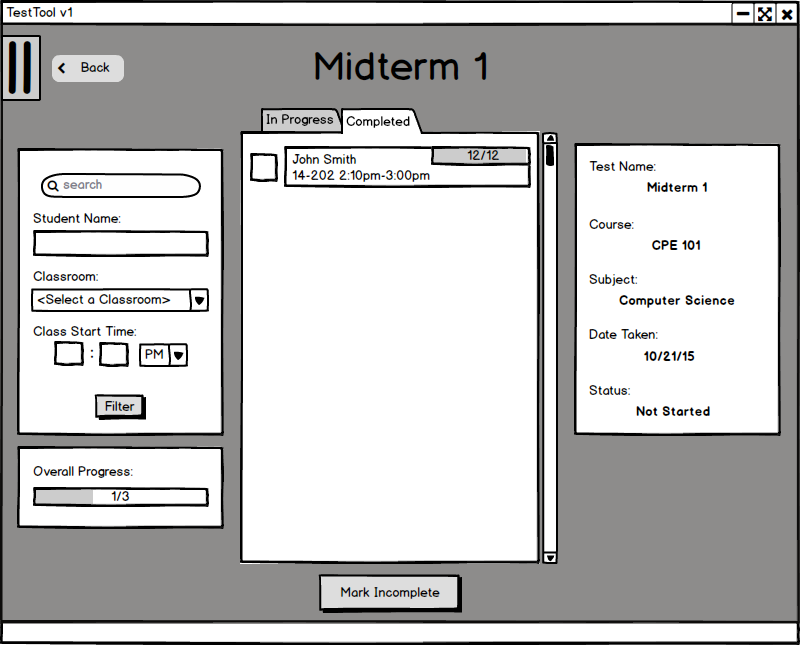 TestTool v1
Back
Midterm 1
In Progress
Completed
search
Student Name:
Classroom:
<Select a Classroom>
Class Start Time:
:
PM
Filter
Overall Progress:
1/3
John Smith
12/12
14-202 2:10pm-3:00pm
Mark Incomplete
Test Name:
Midterm 1
Course:
CPE 101
Subject:
Computer Science
Date Taken:
10/21/15
Status:
Not Started